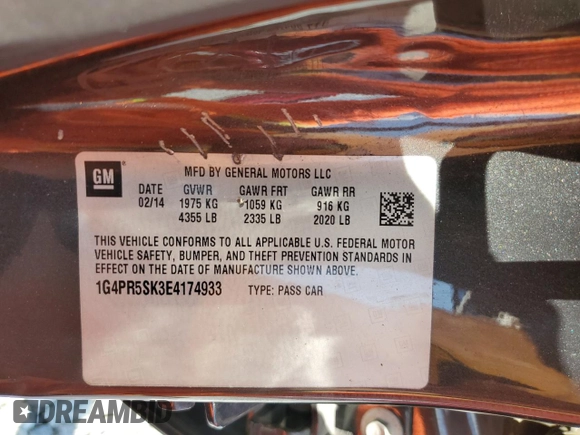 GM
MFD BY GENERAL MOTORS LLC
DATE GVWR GAWR FRT GAWR RR
02/14 1975 KG 1059 KG 916 KG
4355 LB 2335 LB 2020 LB
THIS VEHICLE CONFORMS TO ALL APPLICABLE U.S. FEDERAL MOTOR
VEHICLE SAFETY, BUMPER, AND THEFT PREVENTION STANDARDS IN
EFFECT ON THE DATE OF MANUFACTURE SHOWN ABOVE.
1G4PR5SK3E4174933 TYPE: PASS CAR
DREAMBID